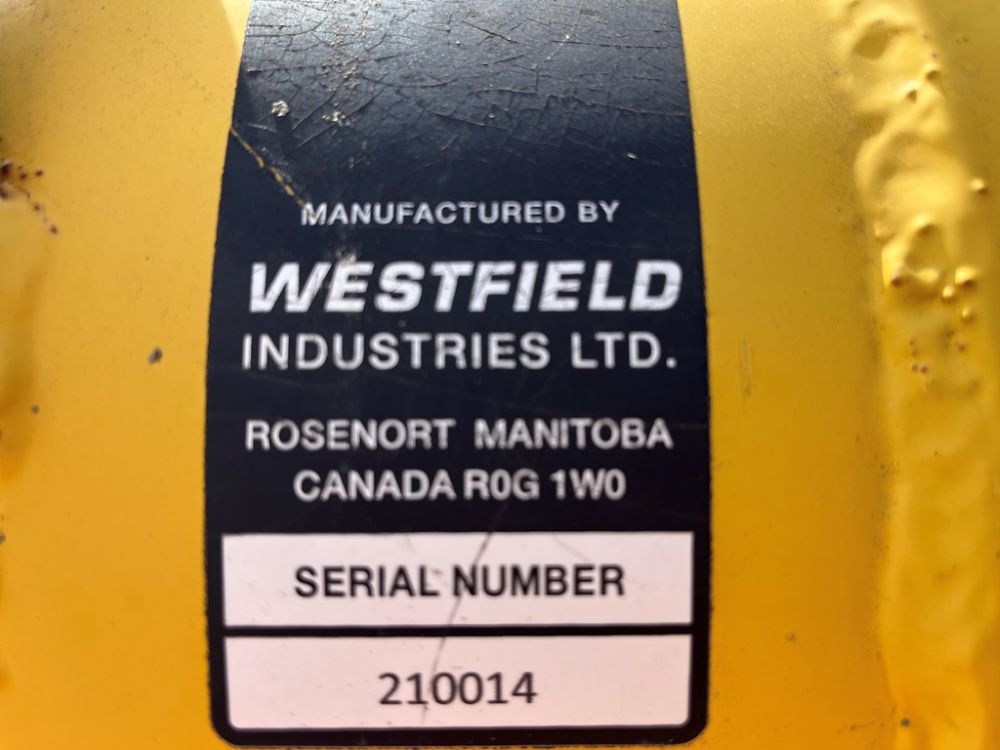 MANUFACTURED BY
WESTFIELD
INDUSTRIES LTD.
ROSENORT MANITOBA
CANADA R0G 1W0
SERIAL NUMBER
210014